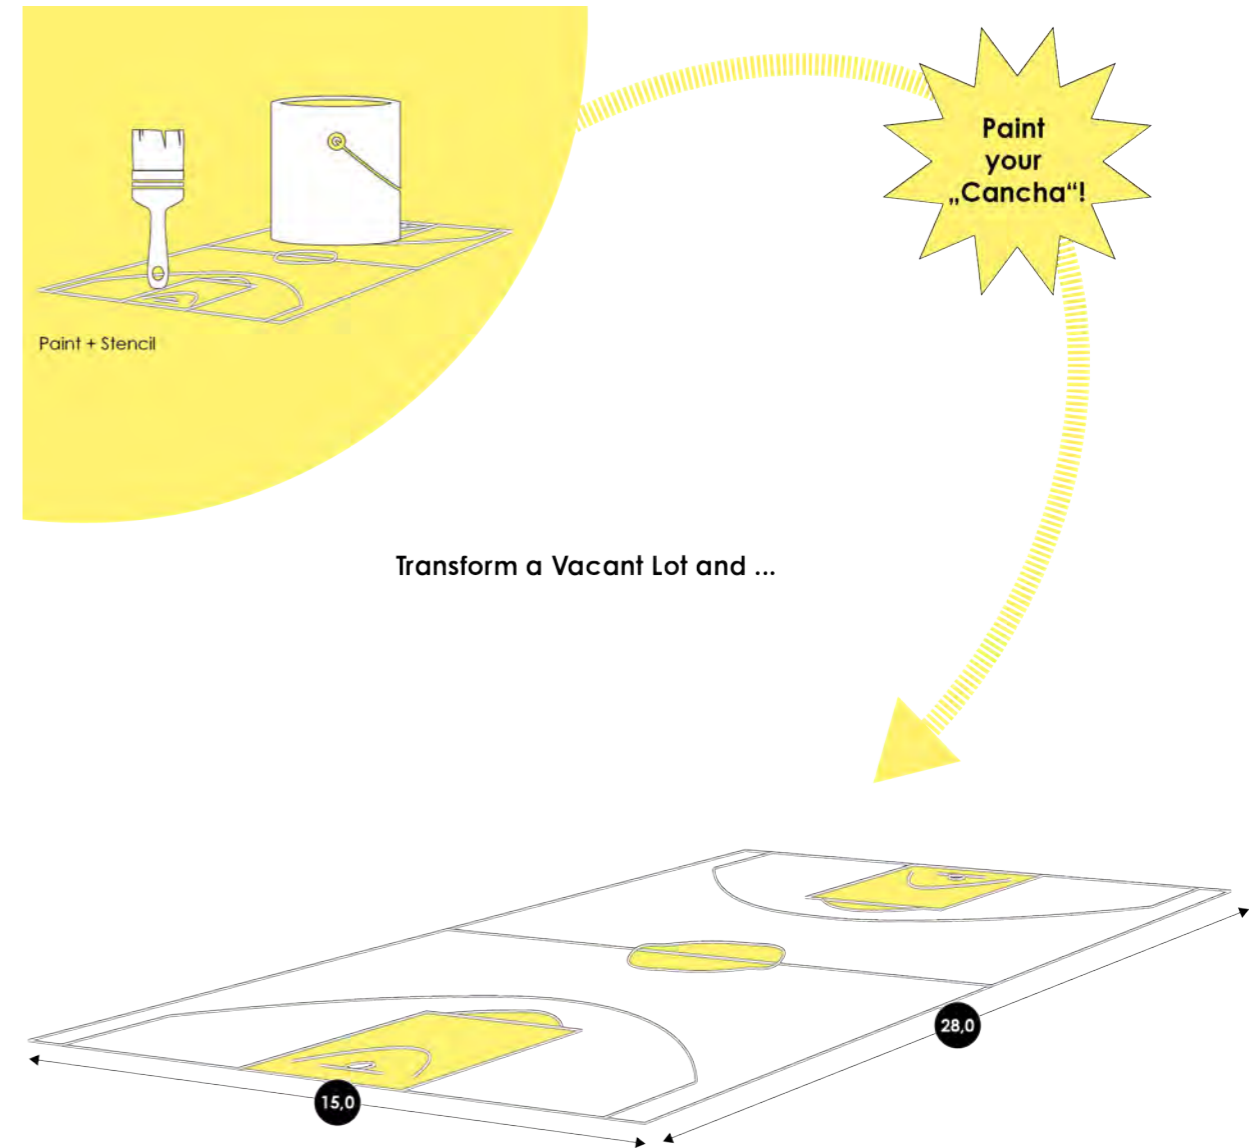 Paint
your
„Cancha“!
Paint + Stencil
Transform a Vacant Lot and ...
28,0
15,0